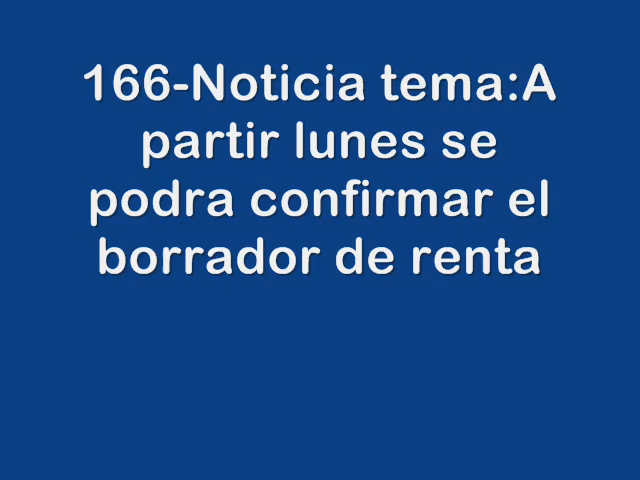 166-Noticia tema:A
partir lunes se
podra confirmar el
borrador de renta